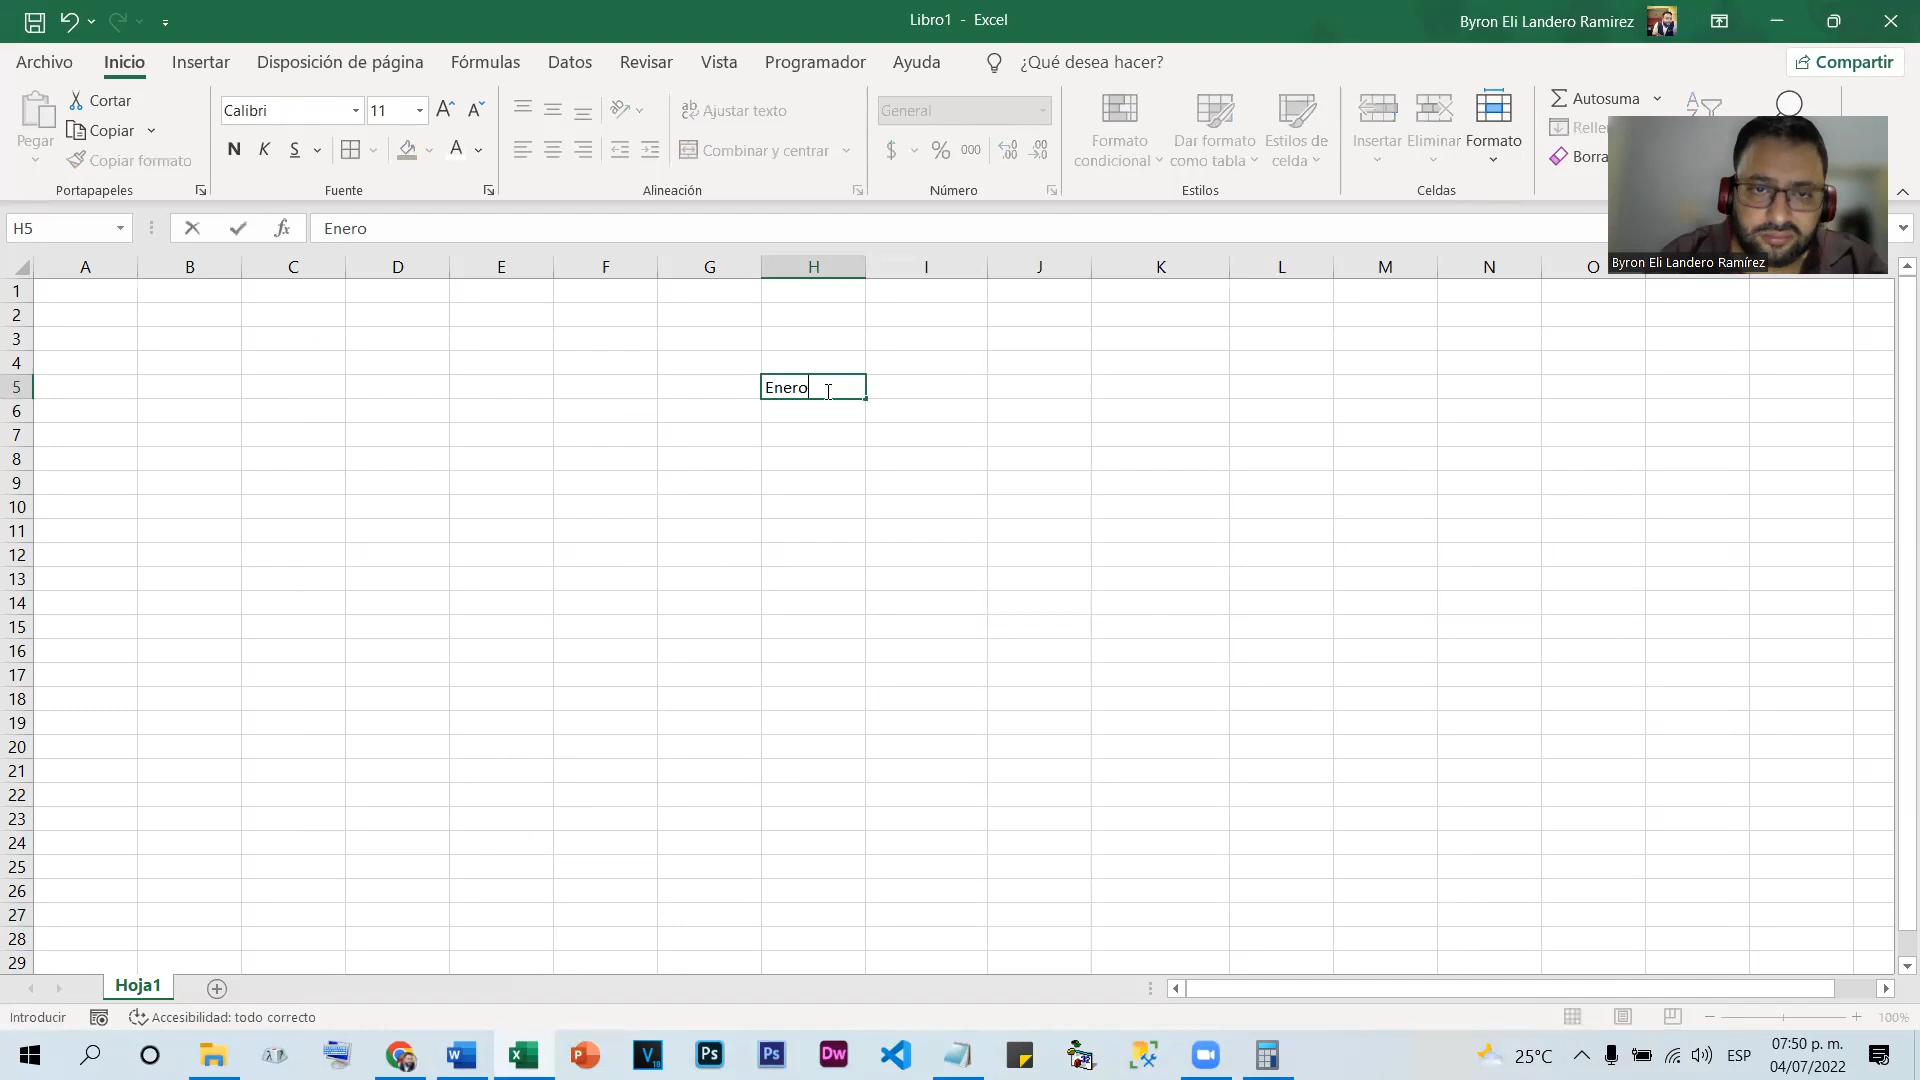 Libro1 - Excel
Byron Eli Landero Ramirez
Archivo Inicio Insertar Disposición de página Fórmulas Datos Revisar Vista Programador Ayuda ¿Qué desea hacer? Compartir
Pegar
Cortar
Copiar
Copiar formato
Portapapeles
Calibri 11
N K S A
Fuente
ab Ajustar texto
Combinar y centrar
Alineación
General
$ % 000
Número
Formato condicional
Dar formato como tabla
Estilos de celda
Estilos
Insertar Eliminar Formato
Celdas
Autosuma
Relle
Borra
Byron Eli Landero Ramírez
H5 fx Enero
A B C D E F G H I J K L M N O
1
2
3
4
5 Enero
6
7
8
9
10
11
12
13
14
15
16
17
18
19
20
21
22
23
24
25
26
27
28
29
Hoja1
Introducir Accesibilidad: todo correcto 100%
25°C ESP 07:50 p. m.
04/07/2022